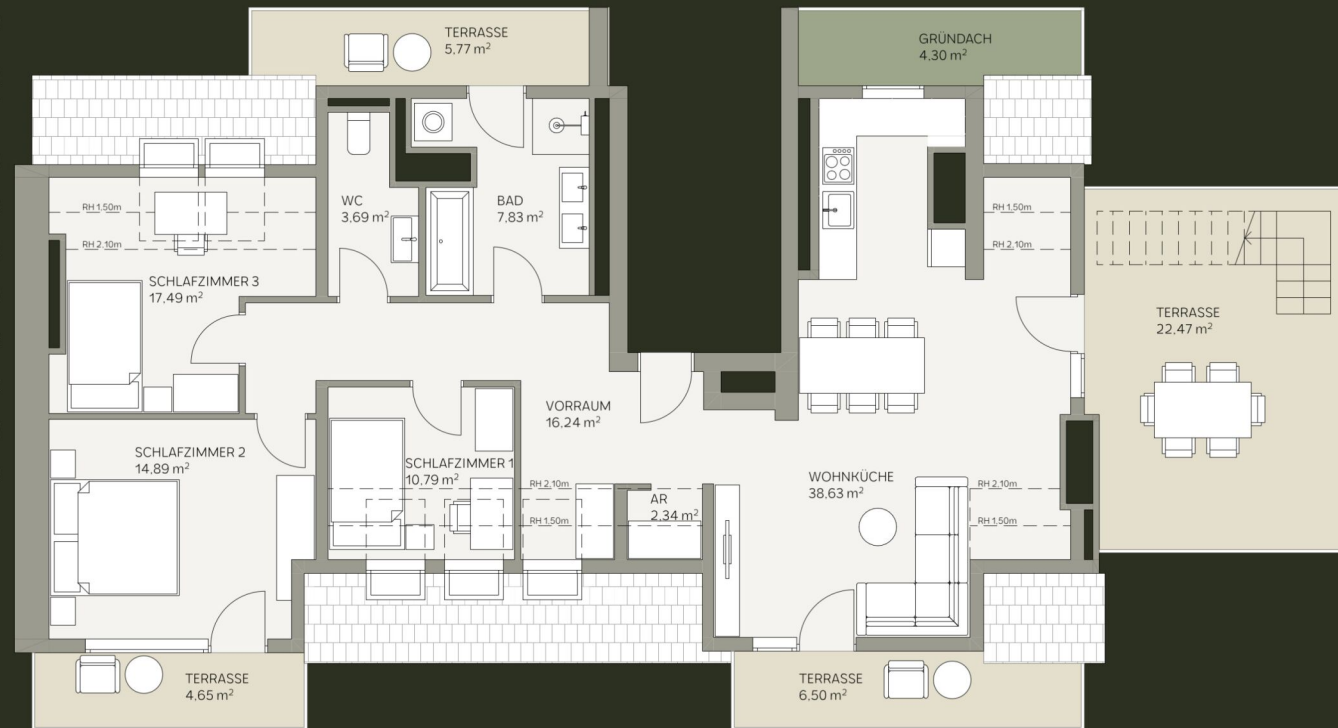 TERRASSE
5,77 m²
GRÜNDACH
4.30 m²
WC
3,69 m²
BAD
7.83 m²
RH 1.50m
RH 2.10m
RH 1.50m
RH 2.10m
SCHLAFZIMMER 3
17.49 m²
TERRASSE
22,47 m²
VORRAUM
16,24 m²
SCHLAFZIMMER 2
14.89 m²
SCHLAFZIMMER 1
10,79 m²
WOHNKÜCHE
38,63 m²
RH 2.10m
RH 1.50m
AR
2.34 m²
RH 2.10m
RH 1.50m
TERRASSE
4,65 m²
TERRASSE
6,50 m²